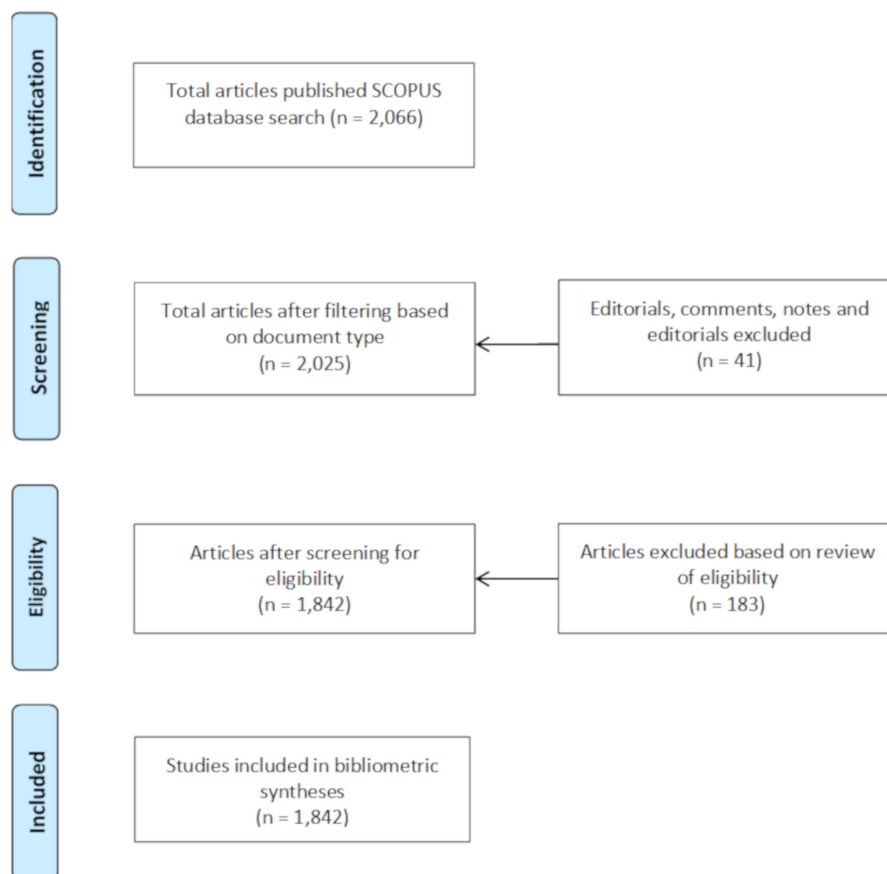 Identification
Total articles published SCOPUS
database search (n = 2,066)
Screening
Total articles after filtering based
on document type
(n = 2,025)
Editorials, comments, notes and
editorials excluded
(n = 41)
Eligibility
Articles after screening for
eligibility
(n = 1,842)
Articles excluded based on review
of eligibility
(n = 183)
Included
Studies included in bibliometric
syntheses
(n = 1,842)